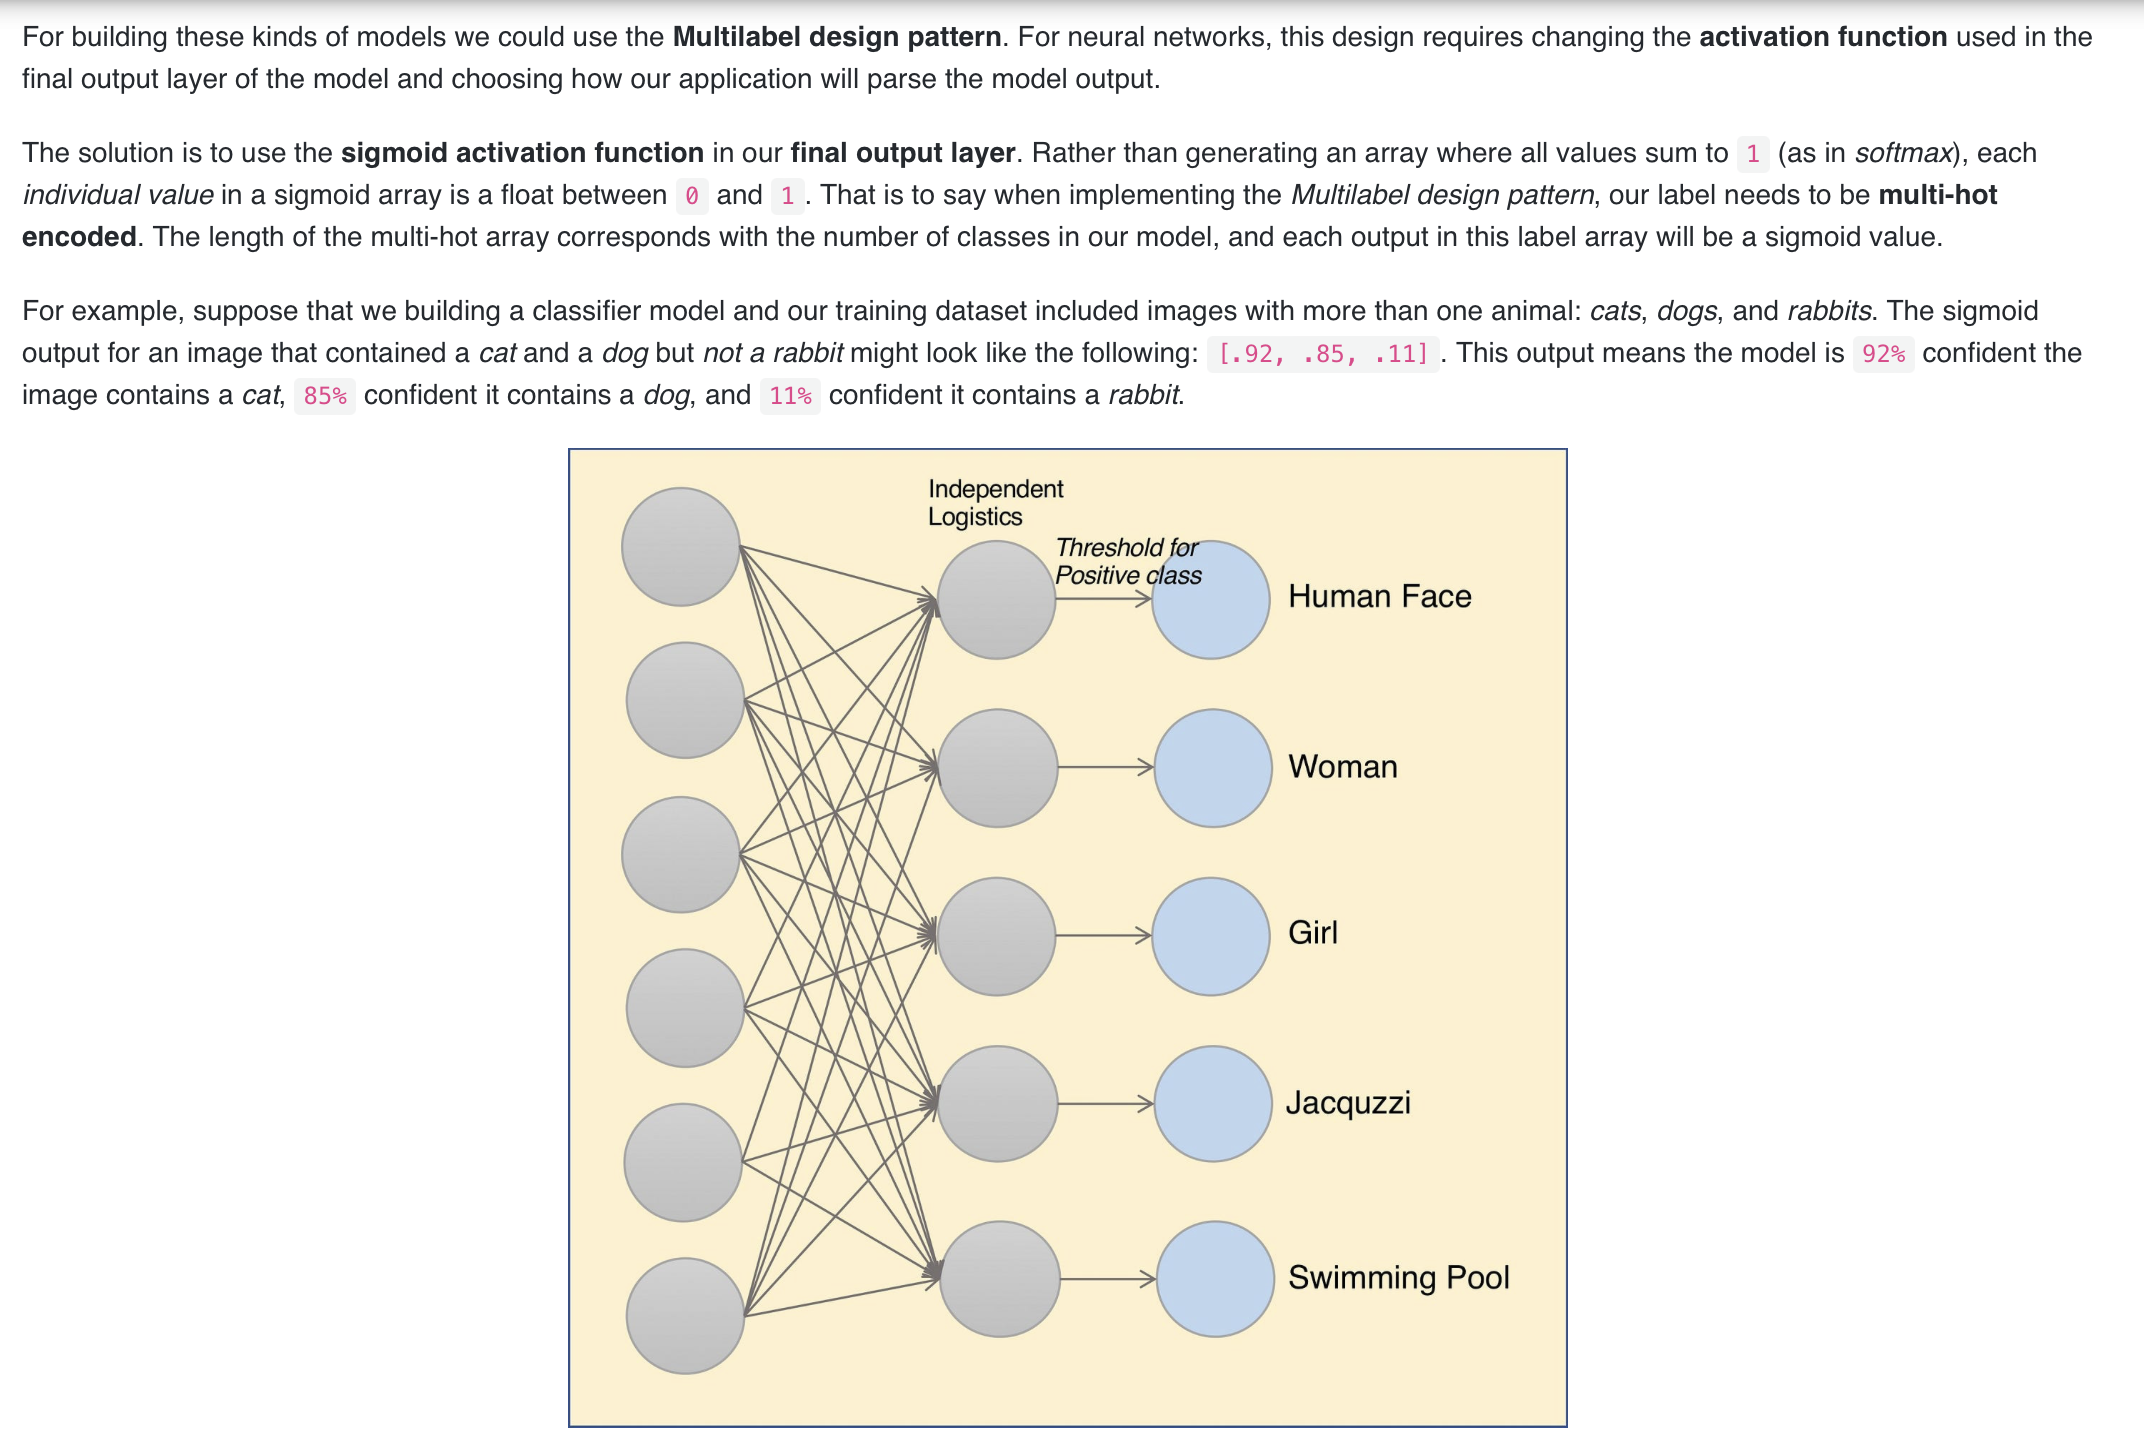 For building these kinds of models we could use the Multilabel design pattern. For neural networks, this design requires changing the activation function used in the
final output layer of the model and choosing how our application will parse the model output.
The solution is to use the sigmoid activation function in our final output layer. Rather than generating an array where all values sum to 1 (as in softmax), each
individual value in a sigmoid array is a float between 0 and 1. That is to say when implementing the Multilabel design pattern, our label needs to be multi-hot
encoded. The length of the multi-hot array corresponds with the number of classes in our model, and each output in this label array will be a sigmoid value.
For example, suppose that we building a classifier model and our training dataset included images with more than one animal: cats, dogs, and rabbits. The sigmoid
output for an image that contained a cat and a dog but not a rabbit might look like the following: [.92, .85, .11]. This output means the model is 92% confident the
image contains a cat, 85% confident it contains a dog, and 11% confident it contains a rabbit.
Independent
Logistics
Threshold for
Positive class
Human Face
Woman
Girl
Jacquzzi
Swimming Pool